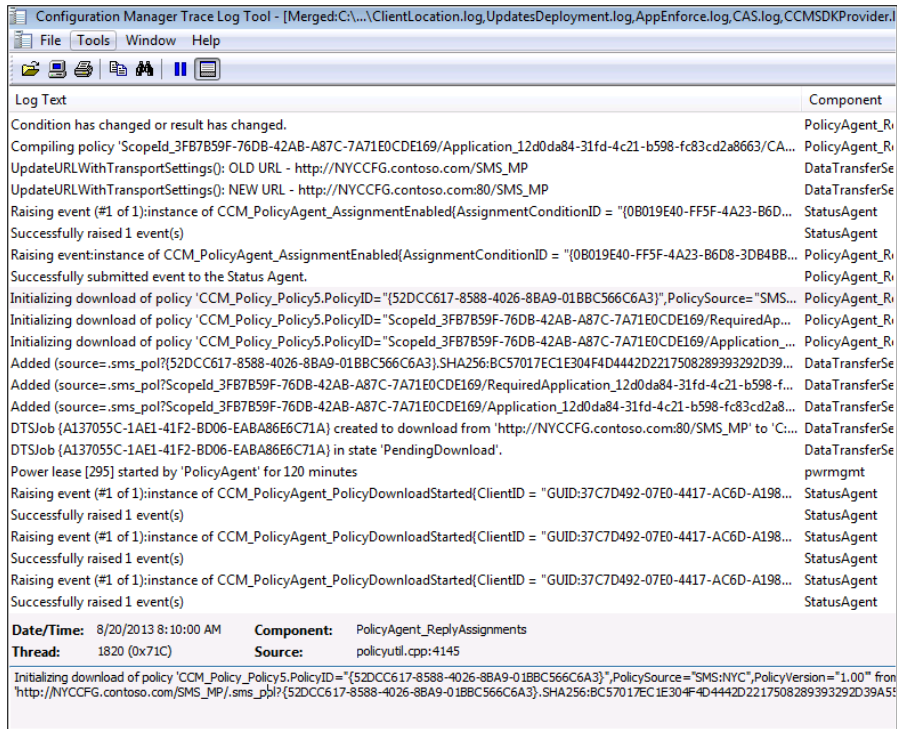 Configuration Manager Trace Log Tool - [Merged:C:\...\ClientLocation.log,UpdatesDeployment.log,AppEnforce.log,CAS.log,CCMSDKProvider.l
File Tools Window Help
Log Text Component
Condition has changed or result has changed. PolicyAgent_R
Compiling policy 'ScopeId_3FB7B59F-76DB-42AB-A87C-7A71E0CDE169/Application_12d0da84-31fd-4c21-b598-fc83cd2a8663/CA... PolicyAgent_R
UpdateURLWithTransportSettings(): OLD URL - http://NYCCFG.contoso.com/SMS_MP DataTransferSe
UpdateURLWithTransportSettings(): NEW URL - http://NYCCFG.contoso.com:80/SMS_MP DataTransferSe
Raising event (#1 of 1):instance of CCM_PolicyAgent_AssignmentEnabled{AssignmentConditionID = "{0B019E40-FF5F-4A23-B6D... StatusAgent
Successfully raised 1 event(s) StatusAgent
Raising event:instance of CCM_PolicyAgent_AssignmentEnabled{AssignmentConditionID = "{0B019E40-FF5F-4A23-B6D8-3DB4BB... PolicyAgent_R
Successfully submitted event to the Status Agent. PolicyAgent_R
Initializing download of policy 'CCM_Policy_Policy5.PolicyID="{52DCC617-8588-4026-8BA9-01BBC566C6A3}",PolicySource="SMS... PolicyAgent_R
Initializing download of policy 'CCM_Policy_Policy5.PolicyID="ScopeId_3FB7B59F-76DB-42AB-A87C-7A71E0CDE169/RequiredAp... PolicyAgent_R
Initializing download of policy 'CCM_Policy_Policy5.PolicyID="ScopeId_3FB7B59F-76DB-42AB-A87C-7A71E0CDE169/Application_... PolicyAgent_R
Added (source=.sms_pol?{52DCC617-8588-4026-8BA9-01BBC566C6A3}.SHA256:BC57017EC1E304F4D4442D2217508289393292D39... DataTransferSe
Added (source=.sms_pol?ScopeId_3FB7B59F-76DB-42AB-A87C-7A71E0CDE169/RequiredApplication_12d0da84-31fd-4c21-b598-f... DataTransferSe
Added (source=.sms_pol?ScopeId_3FB7B59F-76DB-42AB-A87C-7A71E0CDE169/Application_12d0da84-31fd-4c21-b598-fc83cd2a8... DataTransferSe
DTSJob {A137055C-1AE1-41F2-BD06-EABA86E6C71A} created to download from 'http://NYCCFG.contoso.com:80/SMS_MP' to 'C:... DataTransferSe
DTSJob {A137055C-1AE1-41F2-BD06-EABA86E6C71A} in state 'PendingDownload'. DataTransferSe
Power lease [295] started by 'PolicyAgent' for 120 minutes pwrmgmt
Raising event (#1 of 1):instance of CCM_PolicyAgent_PolicyDownloadStarted{ClientID = "GUID:37C7D492-07E0-4417-AC6D-A198... StatusAgent
Successfully raised 1 event(s) StatusAgent
Raising event (#1 of 1):instance of CCM_PolicyAgent_PolicyDownloadStarted{ClientID = "GUID:37C7D492-07E0-4417-AC6D-A198... StatusAgent
Successfully raised 1 event(s) StatusAgent
Raising event (#1 of 1):instance of CCM_PolicyAgent_PolicyDownloadStarted{ClientID = "GUID:37C7D492-07E0-4417-AC6D-A198... StatusAgent
Successfully raised 1 event(s) StatusAgent
Date/Time: 8/20/2013 8:10:00 AM Component: PolicyAgent_ReplyAssignments
Thread: 1820 (0x71C) Source: policyutil.cpp:4145
Initializing download of policy 'CCM_Policy_Policy5.PolicyID="{52DCC617-8588-4026-8BA9-01BBC566C6A3}",PolicySource="SMS:NYC",PolicyVersion="1.00"' from
'http://NYCCFG.contoso.com/SMS_MP/.sms_pol?{52DCC617-8588-4026-8BA9-01BBC566C6A3}.SHA256:BC57017EC1E304F4D4442D2217508289393292D39A55